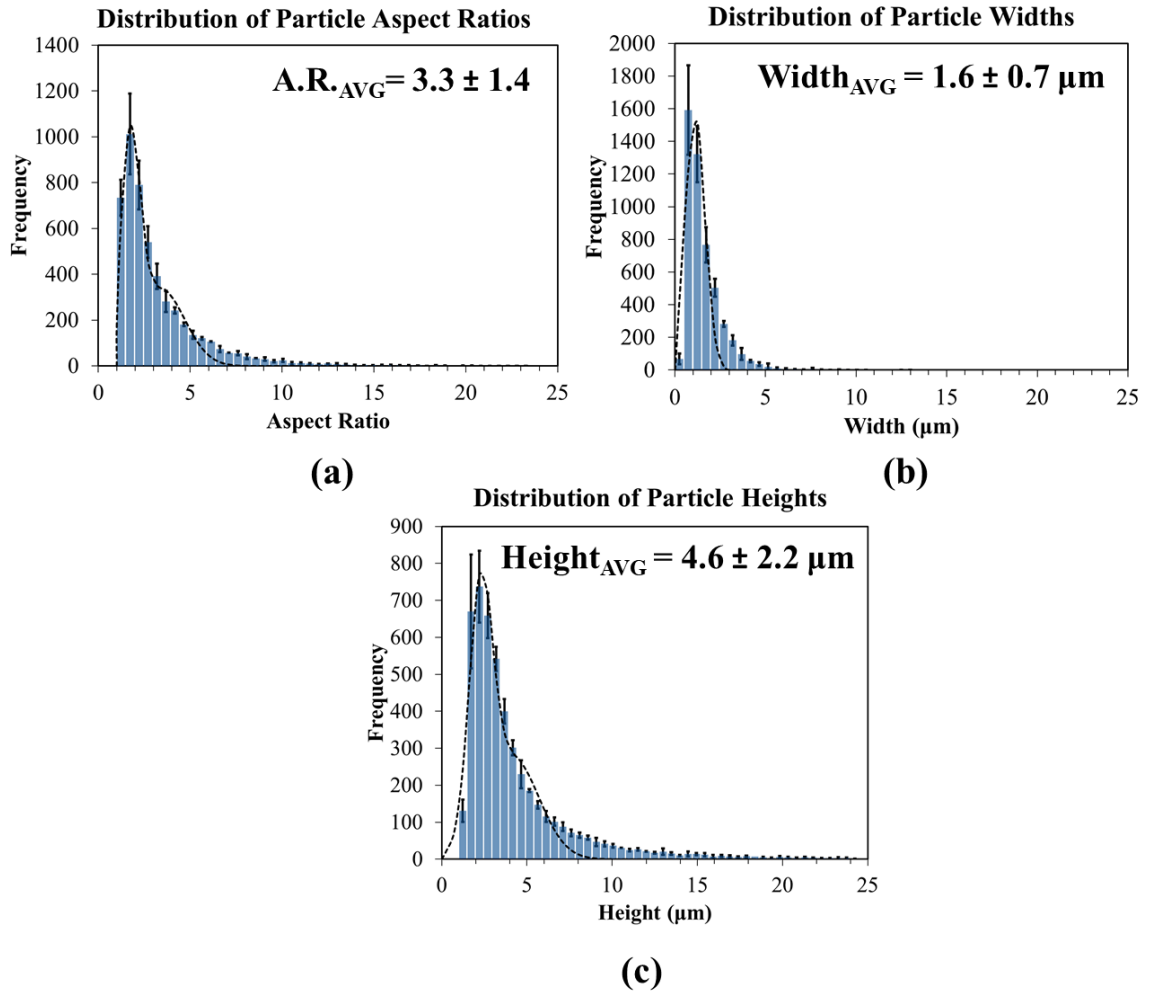 Distribution of Particle Aspect Ratios
A.R.AVG= 3.3 ± 1.4
Frequency
1400
1200
1000
800
600
400
200
0
0 5 10 15 20 25
Aspect Ratio
(a)
Distribution of Particle Widths
WidthAVG = 1.6 ± 0.7 µm
Frequency
2000
1800
1600
1400
1200
1000
800
600
400
200
0
0 5 10 15 20 25
Width (µm)
(b)
Distribution of Particle Heights
HeightAVG = 4.6 ± 2.2 µm
Frequency
900
800
700
600
500
400
300
200
100
0
0 5 10 15 20 25
Height (µm)
(c)